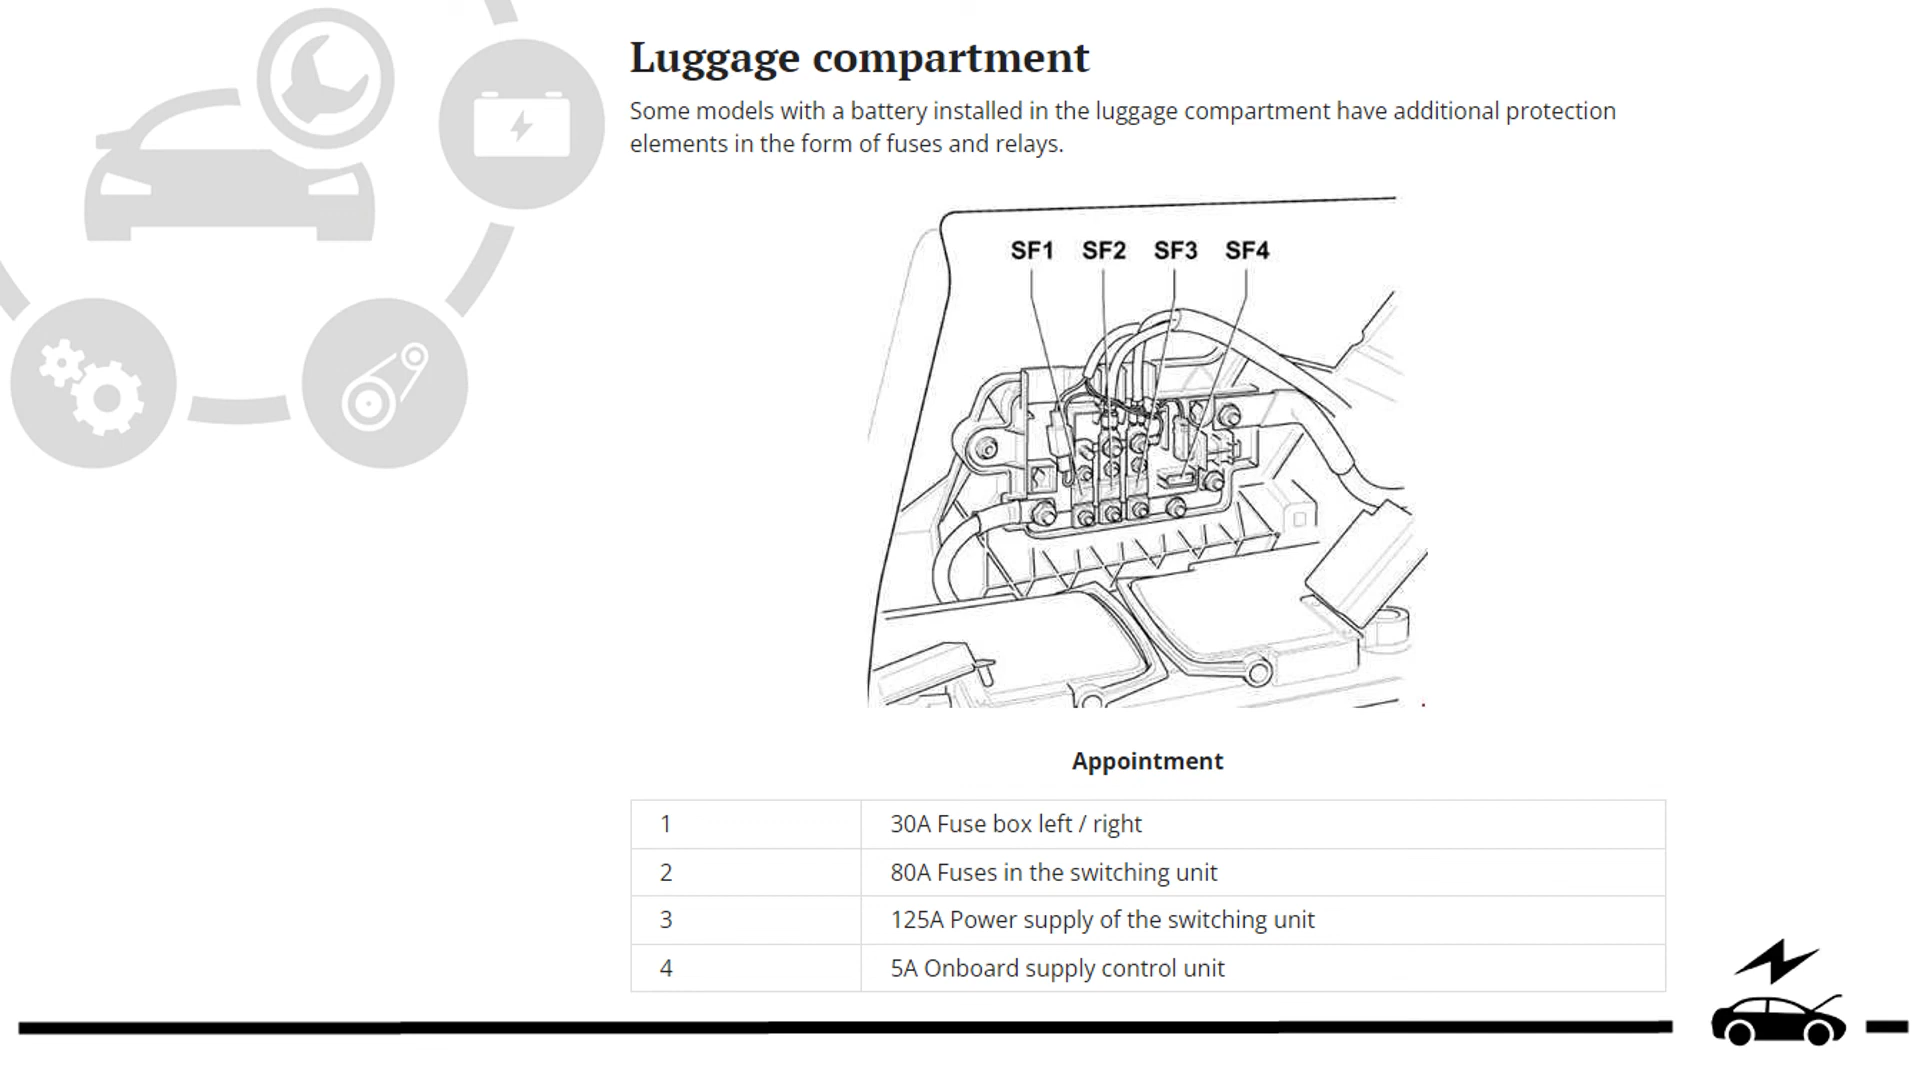 Luggage compartment
Some models with a battery installed in the luggage compartment have additional protection
elements in the form of fuses and relays.
SF1 SF2 SF3 SF4
Appointment
1 30A Fuse box left / right
2 80A Fuses in the switching unit
3 125A Power supply of the switching unit
4 5A Onboard supply control unit